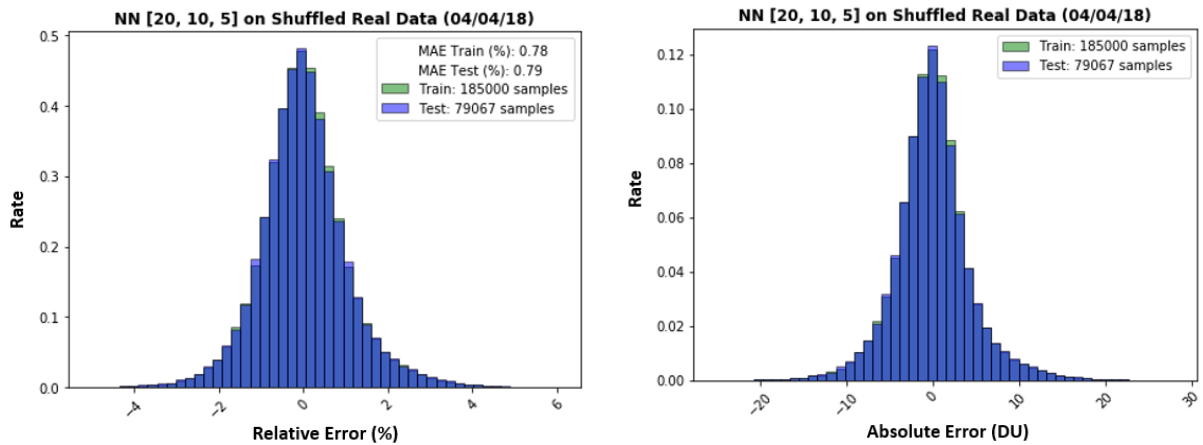 NN [20, 10, 5] on Shuffled Real Data (04/04/18)
MAE Train (%): 0.78
MAE Test (%): 0.79
Train: 185000 samples
Test: 79067 samples
0.5
0.4
0.3
0.2
0.1
0.0
Rate
−4
−2
0
2
4
6
Relative Error (%)
NN [20, 10, 5] on Shuffled Real Data (04/04/18)
Train: 185000 samples
Test: 79067 samples
0.12
0.10
0.08
0.06
0.04
0.02
0.00
Rate
−20
−10
0
10
20
30
Absolute Error (DU)